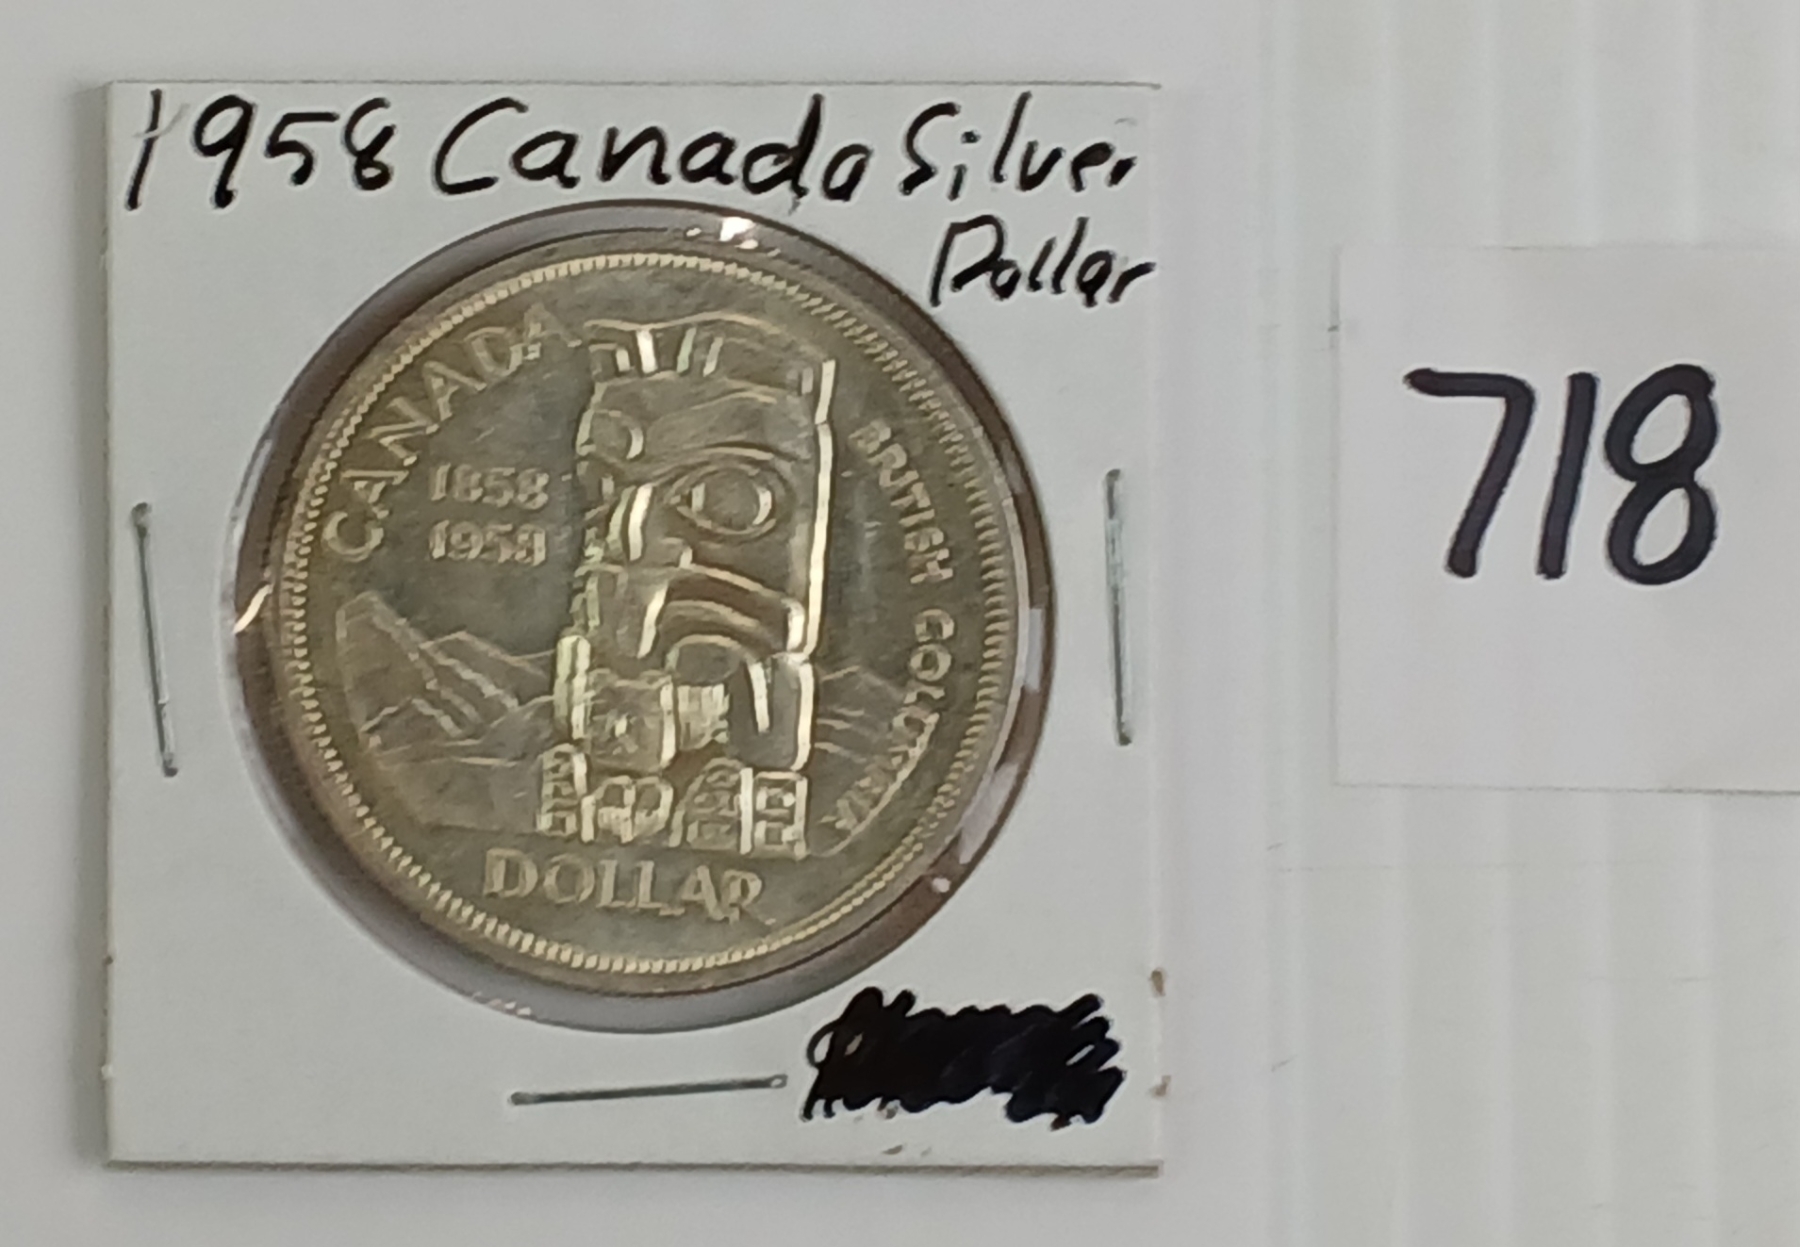 1958 Canada Silver
Dollar
CANADA
1858
1958
BRITISH COLUMBIA
DOLLAR
718